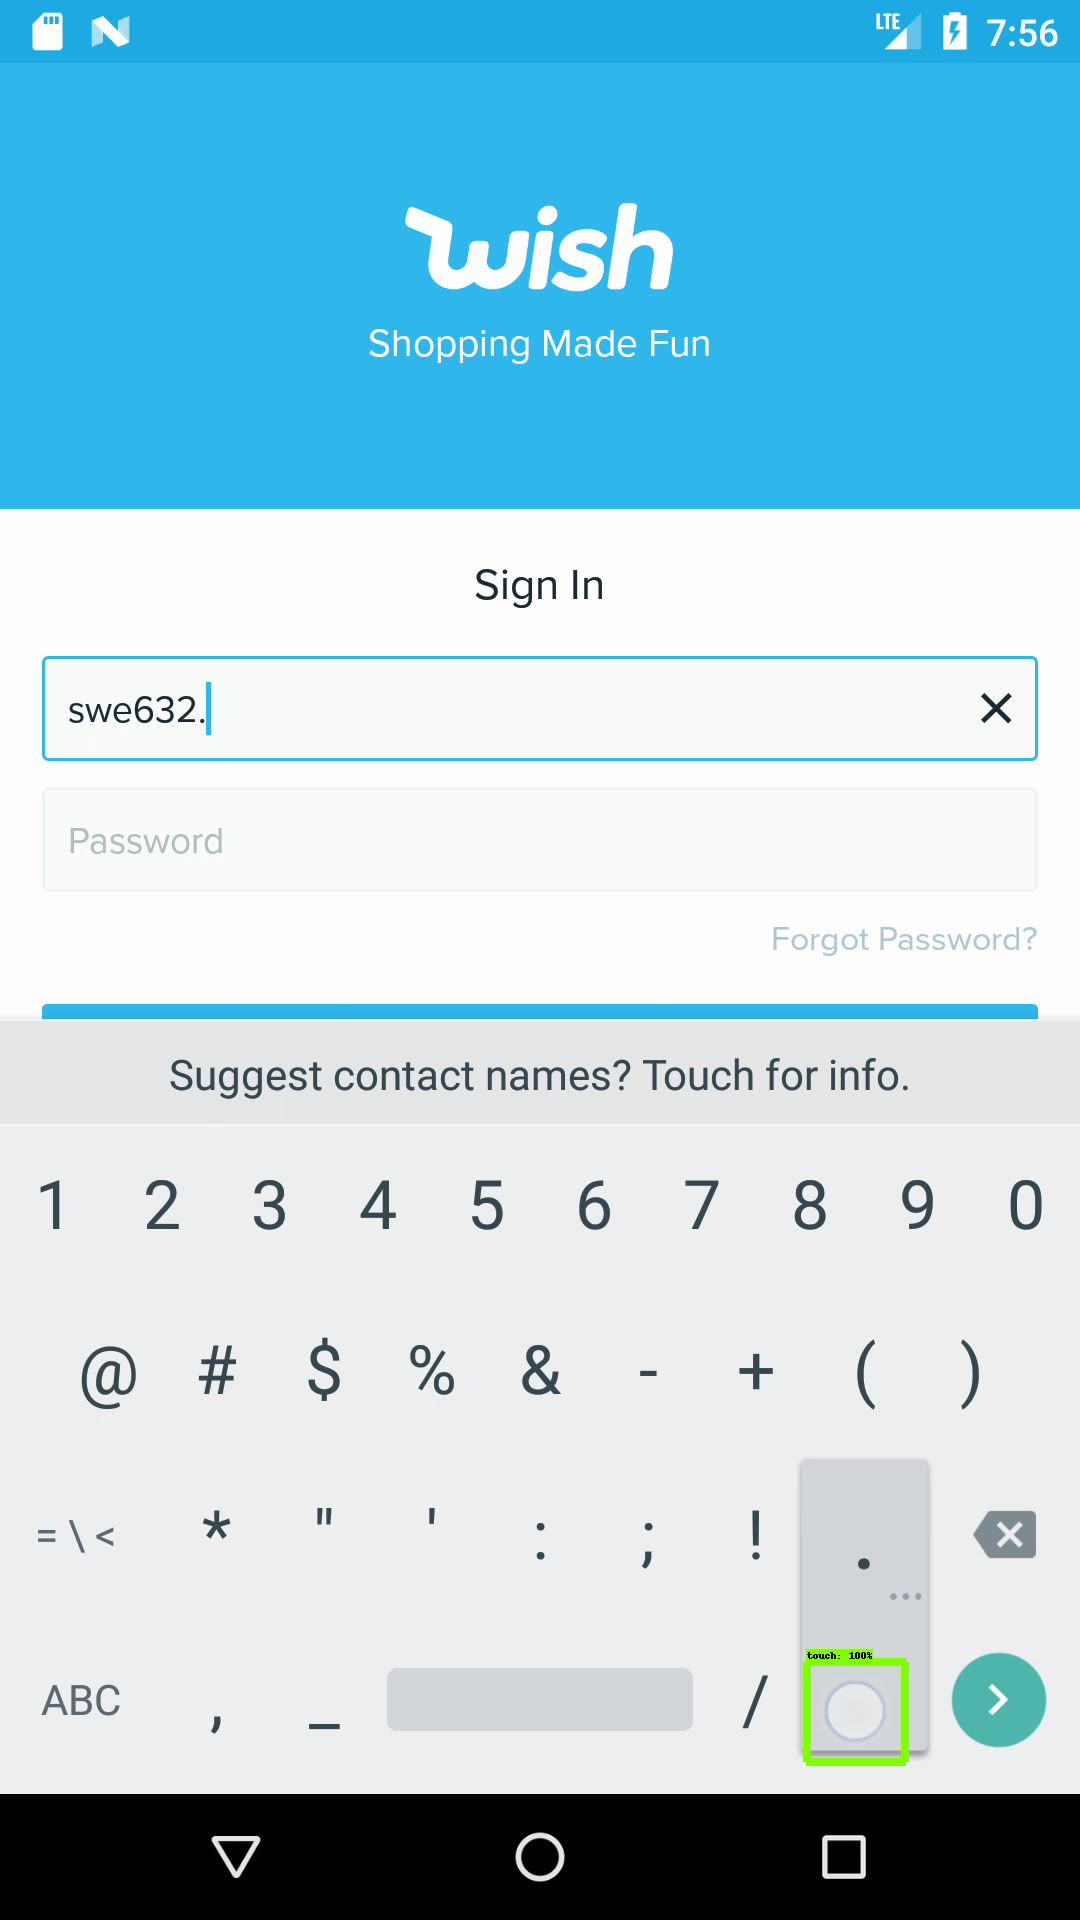 LTE 7:56
wish
Shopping Made Fun
Sign In
swe632.
Password
Forgot Password?
Suggest contact names? Touch for info.
1 2 3 4 5 6 7 8 9 0
@ # $ % & - + ( )
= \ < * " ' : ; ! .
...
touch: 100%
ABC , _ /